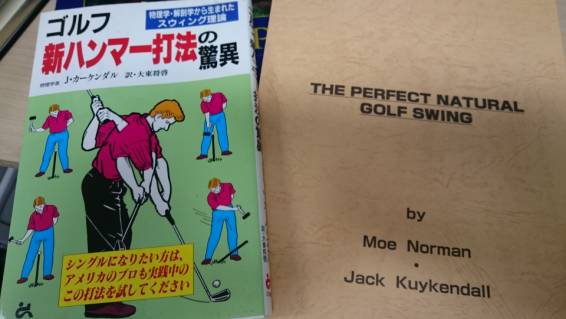 物理学・解剖学から生まれた
スウィング理論
ゴルフ
新ハンマー打法の驚異
物理学者 J・カーケンダル 訳・大東将啓
シングルになりたい方は、
アメリカのプロも実践中の
この打法を試してください
THE PERFECT NATURAL
GOLF SWING
by
Moe Norman
・
Jack Kuykendall